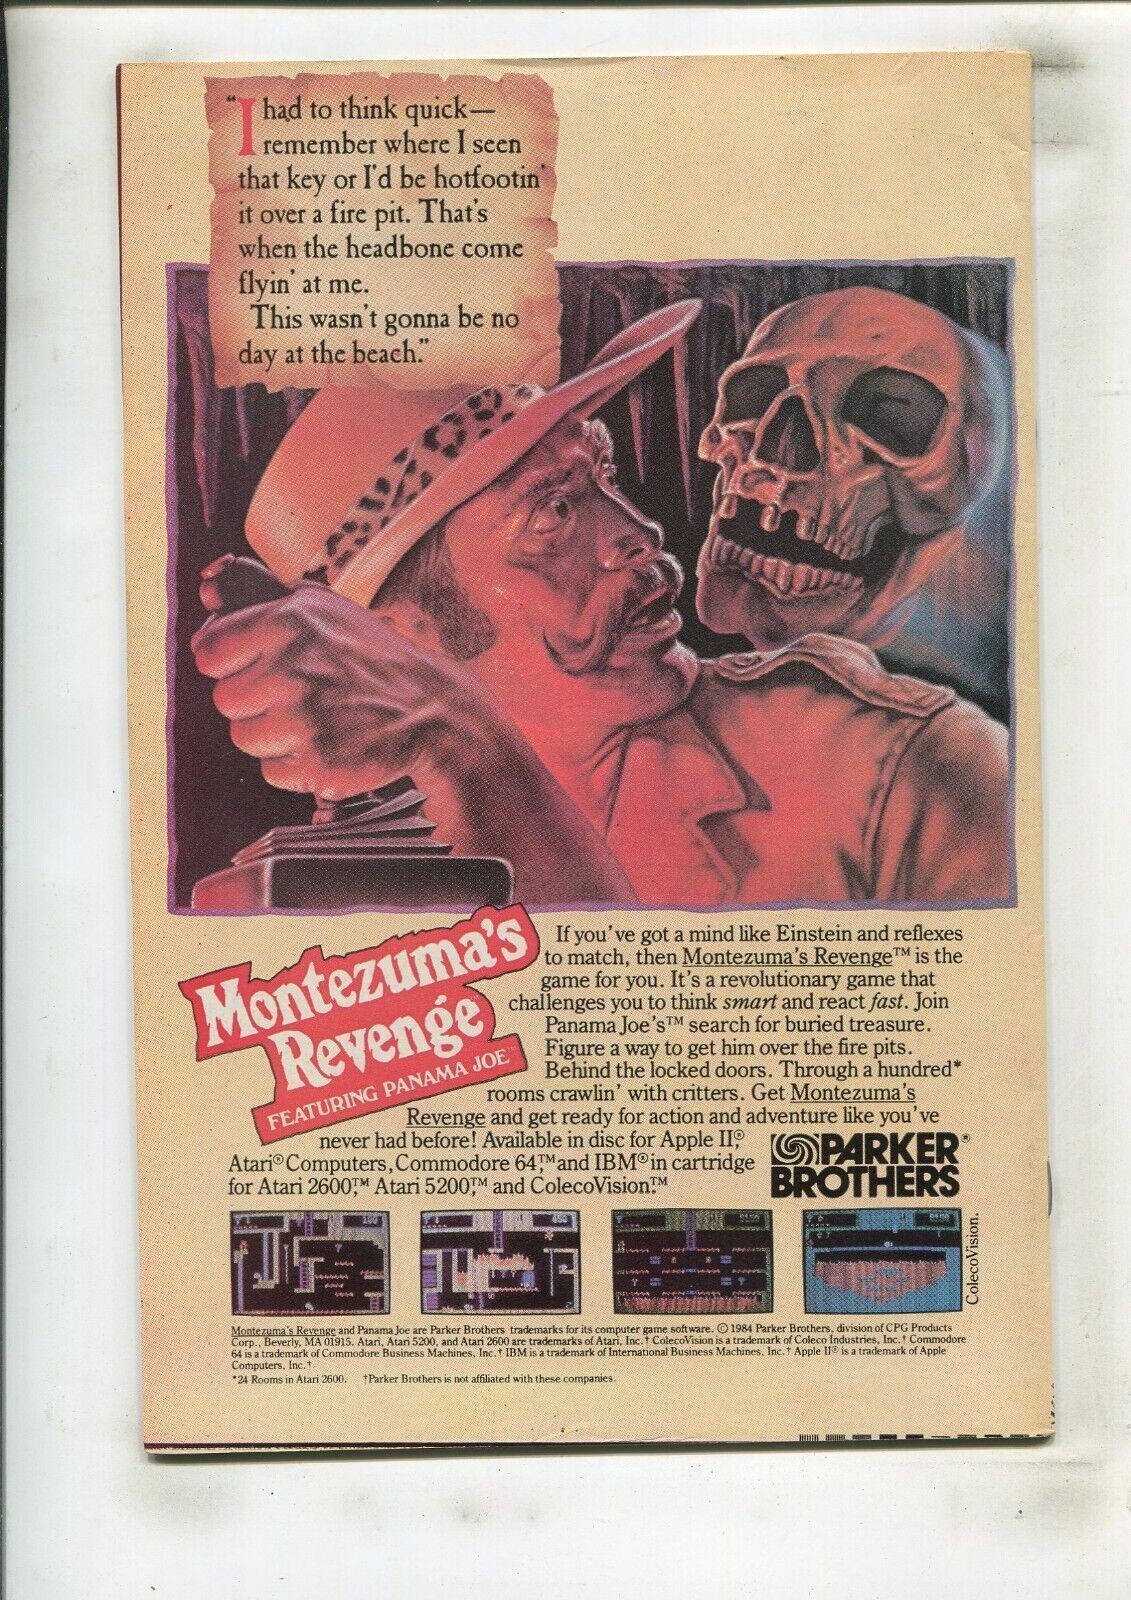 "I had to think quick—
remember where I seen
that key or I'd be hotfootin'
it over a fire pit. That's
when the headbone come
flyin' at me.
This wasn't gonna be no
day at the beach."
Montezuma's
Revenge
FEATURING PANAMA JOE™
If you've got a mind like Einstein and reflexes
to match, then Montezuma's Revenge™ is the
game for you. It's a revolutionary game that
challenges you to think smart and react fast. Join
Panama Joe's™ search for buried treasure.
Figure a way to get him over the fire pits.
Behind the locked doors. Through a hundred*
rooms crawlin' with critters. Get Montezuma's
Revenge and get ready for action and adventure like you've
never had before! Available in disc for Apple II,®
Atari® Computers, Commodore 64,™ and IBM® in cartridge
for Atari 2600,™ Atari 5200,™ and ColecoVision.™
PARKER
BROTHERS®
ColecoVision.
Montezuma's Revenge and Panama Joe are Parker Brothers trademarks for its computer game software. © 1984 Parker Brothers, division of CPG Products
Corp., Beverly, MA 01915. Atari, Atari 5200, and Atari 2600 are trademarks of Atari, Inc.† ColecoVision is a trademark of Coleco Industries, Inc.† Commodore
64 is a trademark of Commodore Business Machines, Inc.† IBM is a trademark of International Business Machines, Inc.† Apple II® is a trademark of Apple
Computers, Inc.†
*24 Rooms in Atari 2600. †Parker Brothers is not affiliated with these companies.